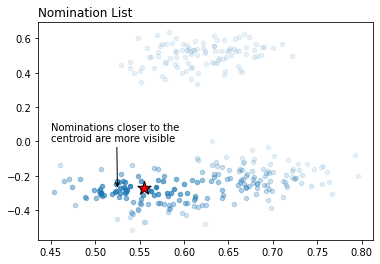 Nomination List
0.6
0.4
0.2
0.0
−0.2
−0.4
Nominations closer to the
centroid are more visible
0.45 0.50 0.55 0.60 0.65 0.70 0.75 0.80